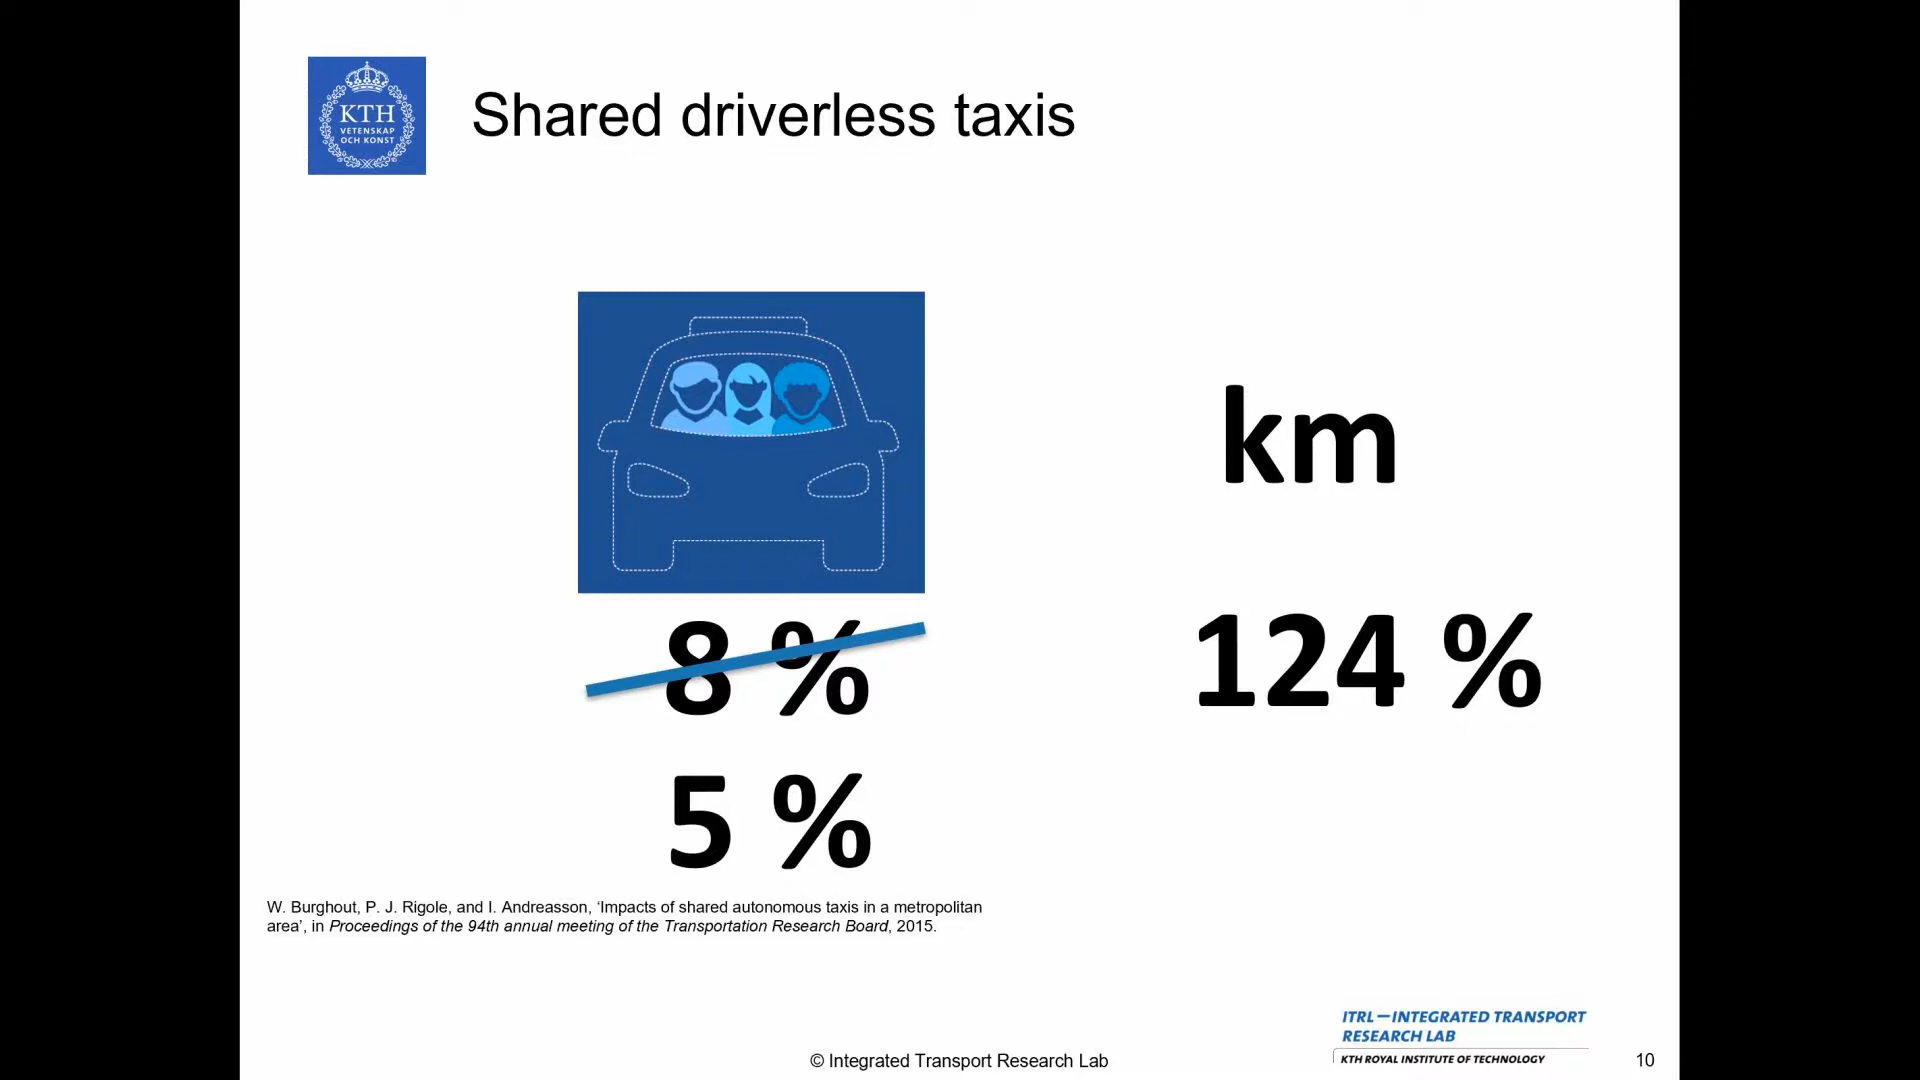 KTH
VETENSKAP
OCH KONST
Shared driverless taxis
km
8 %
124 %
5 %
W. Burghout, P. J. Rigole, and I. Andreasson, ‘Impacts of shared autonomous taxis in a metropolitan
area’, in Proceedings of the 94th annual meeting of the Transportation Research Board, 2015.
ITRL—INTEGRATED TRANSPORT
RESEARCH LAB
KTH ROYAL INSTITUTE OF TECHNOLOGY
© Integrated Transport Research Lab
10